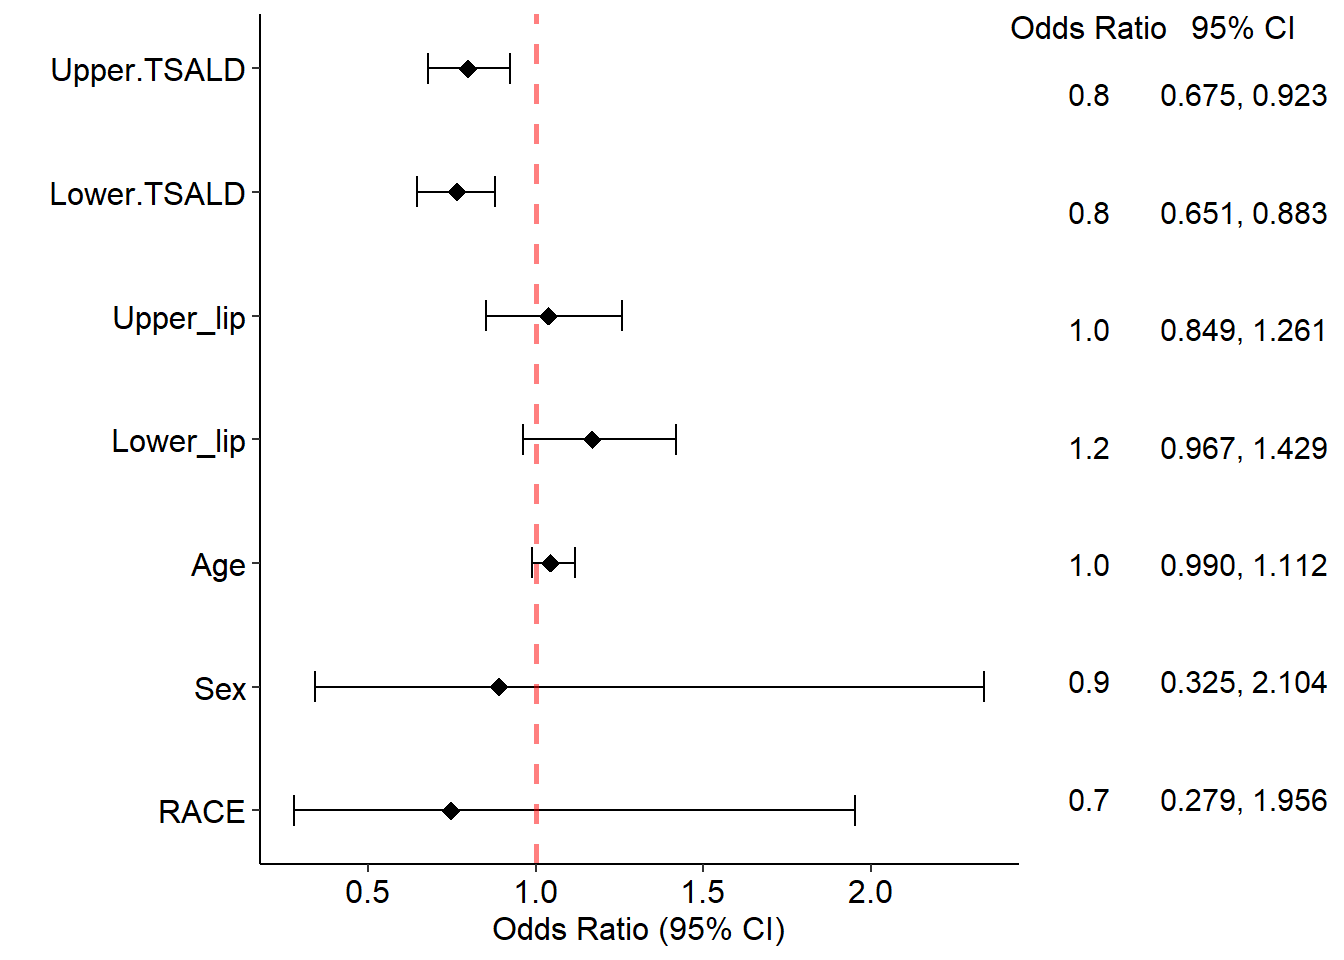 Odds Ratio 95% CI
Upper.TSALD 0.8 0.675, 0.923
Lower.TSALD 0.8 0.651, 0.883
Upper_lip 1.0 0.849, 1.261
Lower_lip 1.2 0.967, 1.429
Age 1.0 0.990, 1.112
Sex 0.9 0.325, 2.104
RACE 0.7 0.279, 1.956
0.5 1.0 1.5 2.0
Odds Ratio (95% CI)